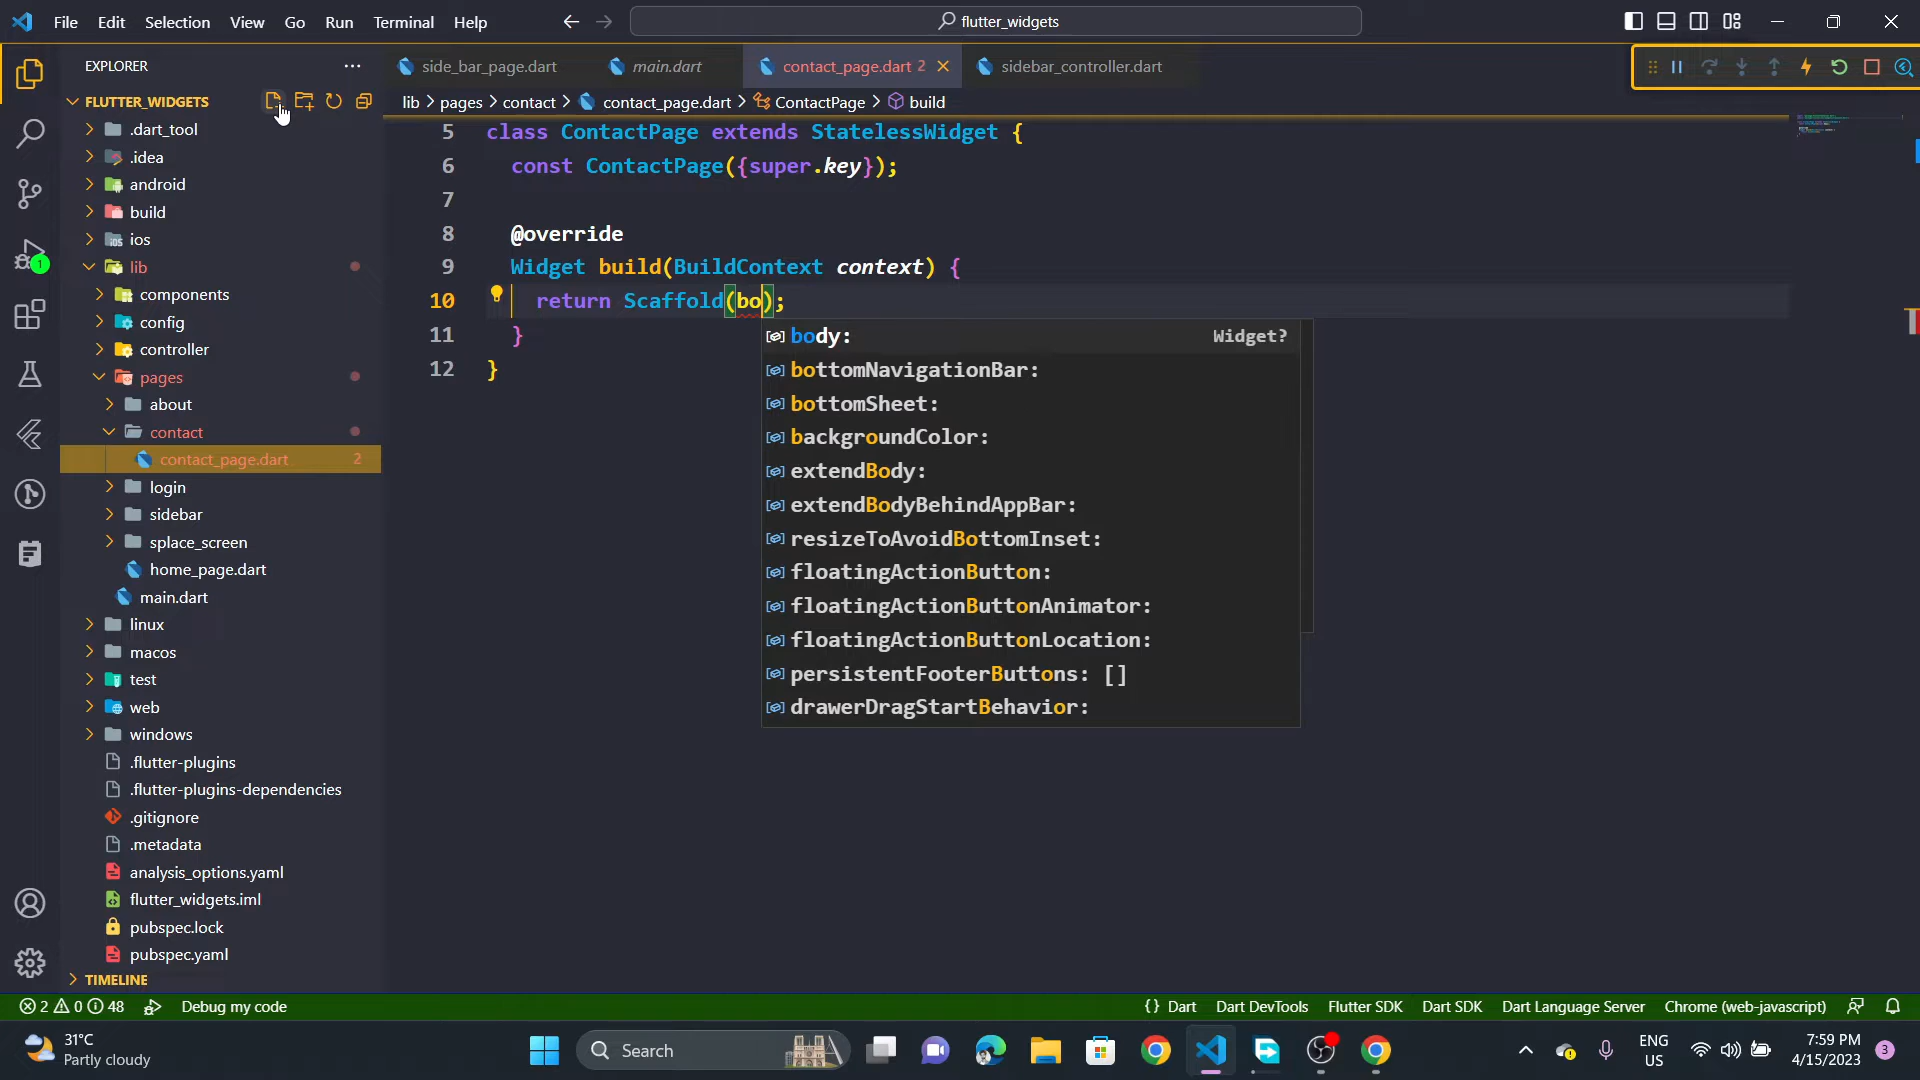 File Edit Selection View Go Run Terminal Help
flutter_widgets
EXPLORER
FLUTTER_WIDGETS
.dart_tool
.idea
android
build
ios
lib
components
config
controller
pages
about
contact
contact_page.dart 2
login
sidebar
splace_screen
home_page.dart
main.dart
linux
macos
test
web
windows
.flutter-plugins
.flutter-plugins-dependencies
.gitignore
.metadata
analysis_options.yaml
flutter_widgets.iml
pubspec.lock
pubspec.yaml
TIMELINE
1
side_bar_page.dart main.dart contact_page.dart 2 sidebar_controller.dart
lib > pages > contact > contact_page.dart > ContactPage > build
5 class ContactPage extends StatelessWidget {
6 const ContactPage({super.key});
7
8 @override
9 Widget build(BuildContext context) {
10 return Scaffold(bo);
11 }
12 }
body: Widget?
bottomNavigationBar:
bottomSheet:
backgroundColor:
extendBody:
extendBodyBehindAppBar:
resizeToAvoidBottomInset:
floatingActionButton:
floatingActionButtonAnimator:
floatingActionButtonLocation:
persistentFooterButtons: []
drawerDragStartBehavior:
2 0 48 Debug my code {} Dart Dart DevTools Flutter SDK Dart SDK Dart Language Server Chrome (web-javascript)
31°C
Partly cloudy
Search
ENG
US
7:59 PM
4/15/2023
3